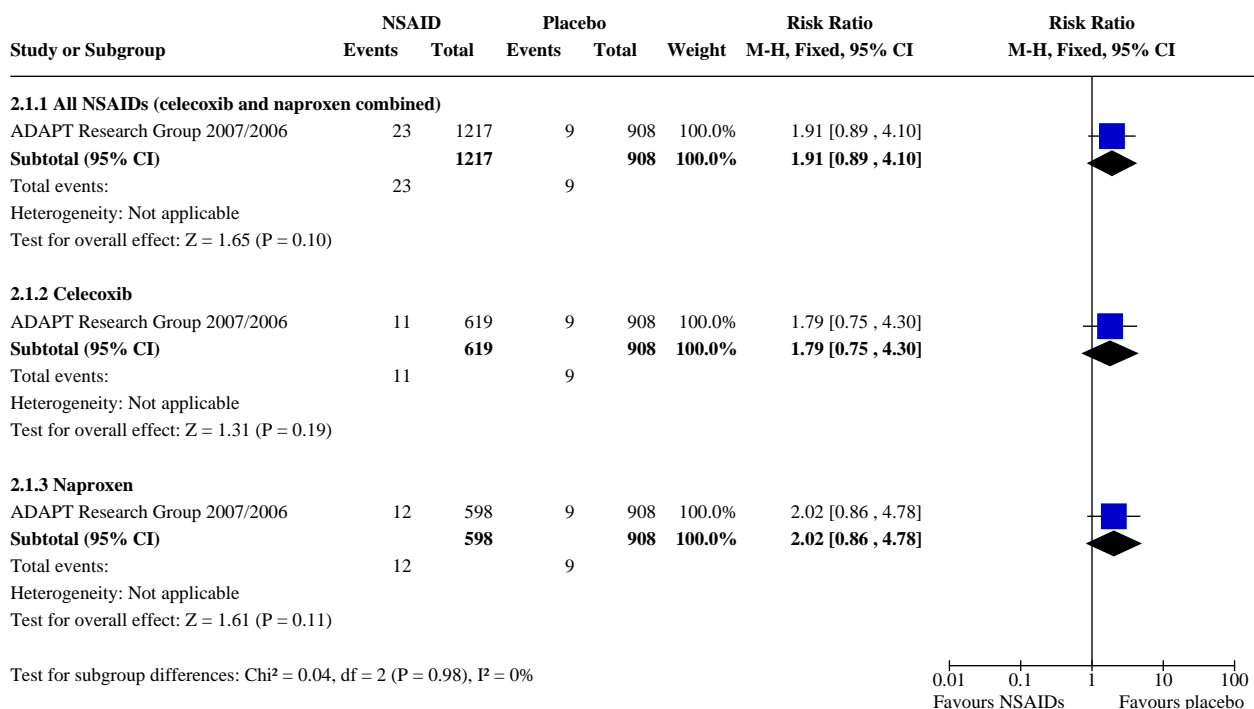 NSAID Placebo Risk Ratio Risk Ratio
Study or Subgroup Events Total Events Total Weight M-H, Fixed, 95% CI M-H, Fixed, 95% CI
2.1.1 All NSAIDs (celecoxib and naproxen combined)
ADAPT Research Group 2007/2006 23 1217 9 908 100.0% 1.91 [0.89 , 4.10]
Subtotal (95% CI) 1217 908 100.0% 1.91 [0.89 , 4.10]
Total events: 23 9
Heterogeneity: Not applicable
Test for overall effect: Z = 1.65 (P = 0.10)
2.1.2 Celecoxib
ADAPT Research Group 2007/2006 11 619 9 908 100.0% 1.79 [0.75 , 4.30]
Subtotal (95% CI) 619 908 100.0% 1.79 [0.75 , 4.30]
Total events: 11 9
Heterogeneity: Not applicable
Test for overall effect: Z = 1.31 (P = 0.19)
2.1.3 Naproxen
ADAPT Research Group 2007/2006 12 598 9 908 100.0% 2.02 [0.86 , 4.78]
Subtotal (95% CI) 598 908 100.0% 2.02 [0.86 , 4.78]
Total events: 12 9
Heterogeneity: Not applicable
Test for overall effect: Z = 1.61 (P = 0.11)
Test for subgroup differences: Chi² = 0.04, df = 2 (P = 0.98), I² = 0%
0.01 0.1 1 10 100
Favours NSAIDs Favours placebo